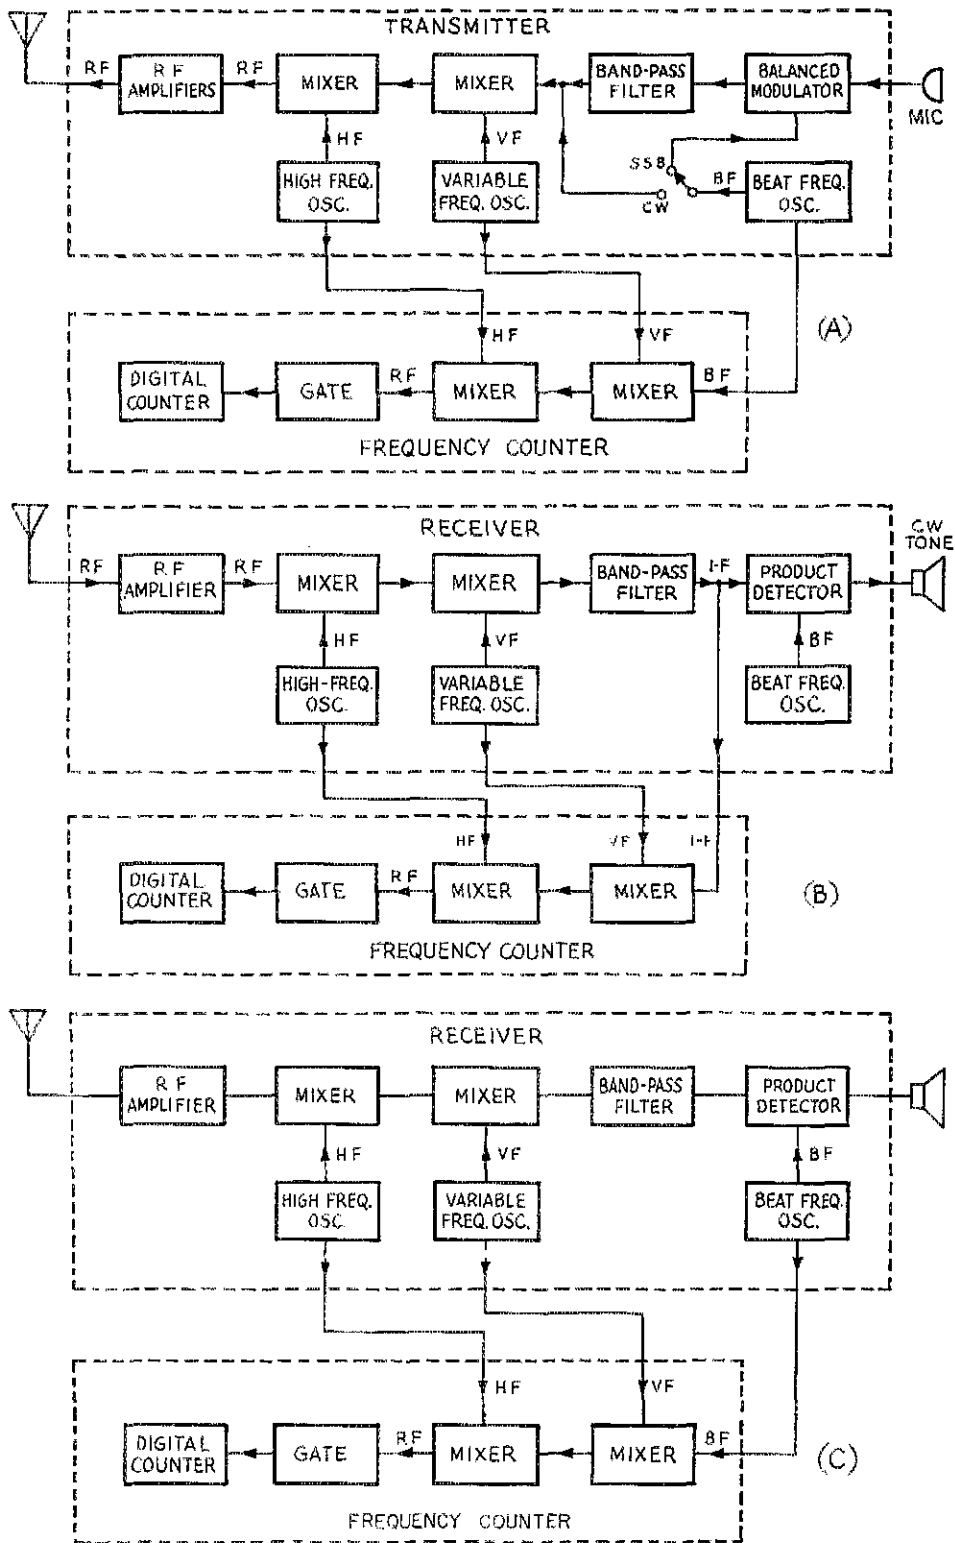 TRANSMITTER
RF
R F
AMPLIFIERS
RF
MIXER
MIXER
BAND-PASS
FILTER
BALANCED
MODULATOR
MIC
HF
VF
SSB
CW
BF
HIGH FREQ.
OSC.
VARIABLE
FREQ. OSC.
BEAT FREQ.
OSC.
(A)
HF
VF
DIGITAL
COUNTER
GATE
RF
MIXER
MIXER
BF
FREQUENCY COUNTER
RECEIVER
CW
TONE
RF
R F
AMPLIFIER
RF
MIXER
MIXER
BAND-PASS
FILTER
I-F
PRODUCT
DETECTOR
HF
VF
BF
HIGH-FREQ.
OSC.
VARIABLE
FREQ. OSC.
BEAT FREQ.
OSC.
HF
VF
I-F
DIGITAL
COUNTER
GATE
RF
MIXER
MIXER
(B)
FREQUENCY COUNTER
RECEIVER
R F
AMPLIFIER
MIXER
MIXER
BAND-PASS
FILTER
PRODUCT
DETECTOR
HF
VF
BF
HIGH FREQ.
OSC.
VARIABLE
FREQ. OSC.
BEAT FREQ.
OSC.
HF
VF
DIGITAL
COUNTER
GATE
RF
MIXER
MIXER
BF
(C)
FREQUENCY COUNTER